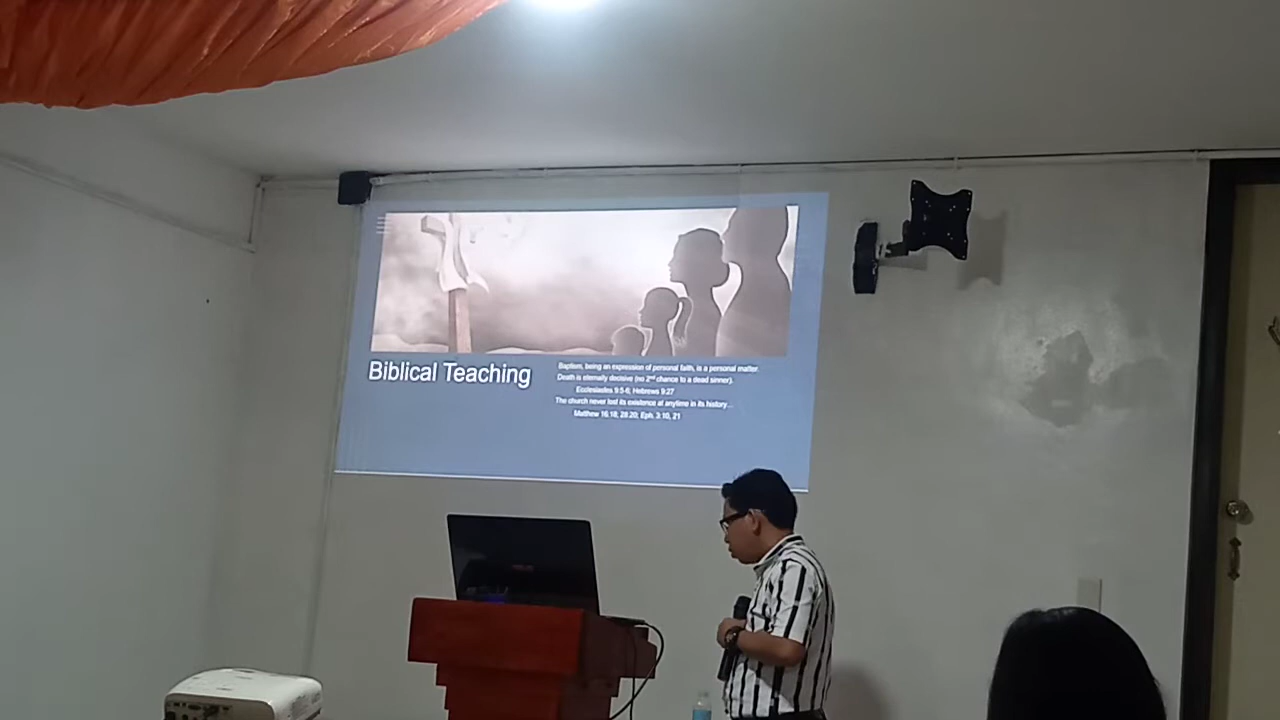 Biblical Teaching
Baptism, being an expression of personal faith, is a personal matter.
Death is eternally decisive (no 2nd chance to a dead sinner).
Ecclesiastes 9:5-6; Hebrews 9:27
The church never lost its existence at anytime in its history...
Matthew 16:18; 28:20; Eph. 3:10, 21